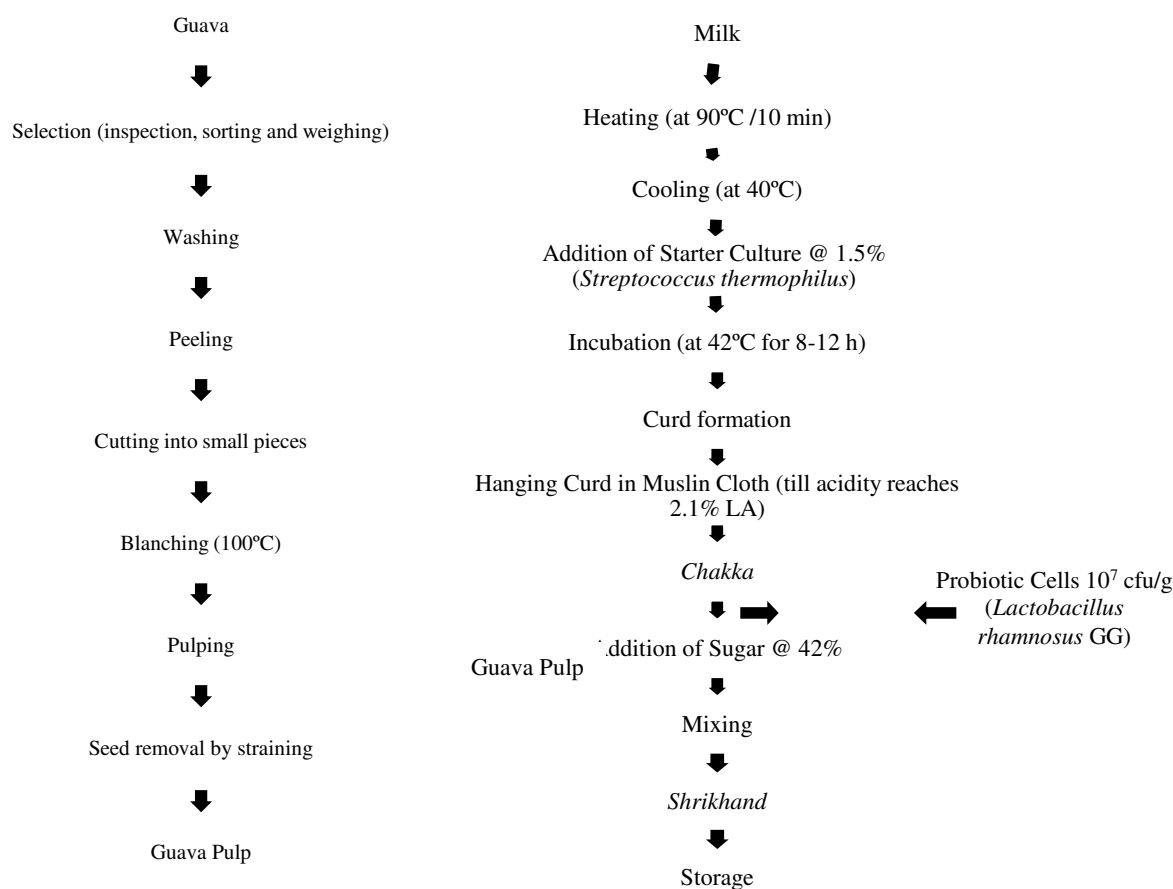 Guava
Selection (inspection, sorting and weighing)
Washing
Peeling
Cutting into small pieces
Blanching (100ºC)
Pulping
Seed removal by straining
Guava Pulp
Milk
Heating (at 90ºC /10 min)
Cooling (at 40ºC)
Addition of Starter Culture @ 1.5%
(Streptococcus thermophilus)
Incubation (at 42ºC for 8-12 h)
Curd formation
Hanging Curd in Muslin Cloth (till acidity reaches
2.1% LA)
Chakka
Probiotic Cells 10⁷ cfu/g
(Lactobacillus
rhamnosus GG)
Guava Pulp
of Sugar @ 42%
Mixing
Shrikhand
Storage